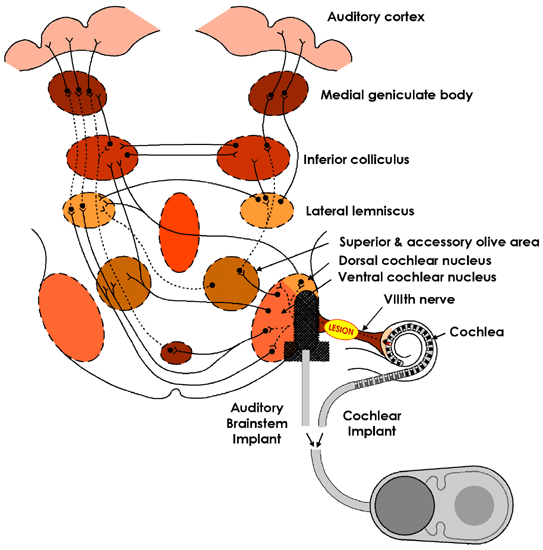 Auditory cortex
Medial geniculate body
Inferior colliculus
Lateral lemniscus
Superior & accessory olive area
Dorsal cochlear nucleus
Ventral cochlear nucleus
VIIIth nerve
LESION
Cochlea
Auditory
Brainstem
Implant
Cochlear
Implant